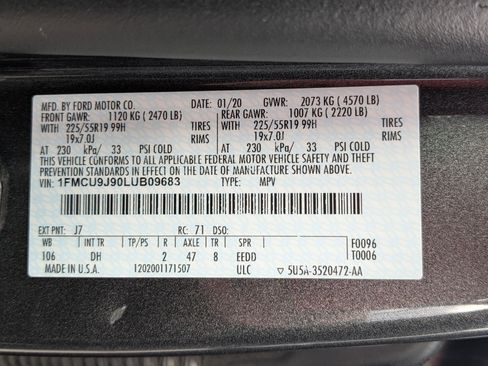 MFD. BY FORD MOTOR CO. DATE: 01/20 GVWR: 2073 KG ( 4570 LB)
FRONT GAWR: 1120 KG ( 2470 LB) REAR GAWR: 1007 KG ( 2220 LB)
WITH WITH
225/55R19 99H TIRES 225/55R19 99H TIRES
19x7.0J RIMS 19x7.0J RIMS
AT 230 kPa/ 33 PSI COLD AT 230 kPa/ 33 PSI COLD
THIS VEHICLE CONFORMS TO ALL APPLICABLE FEDERAL MOTOR VEHICLE SAFETY AND THEFT
PREVENTION STANDARDS IN EFFECT ON THE DATE OF MANUFACTURE SHOWN ABOVE.
VIN: 1FMCU9J90LUB09683 TYPE: MPV
EXT PNT: J7 RC: 71 DSO:
WB INT TR TP/PS R AXLE TR SPR F0096
106 DH 2 47 8 EEDD T0006
MADE IN U.S.A. 1202001171507 ULC ▽ 5U5A-3520472-AA